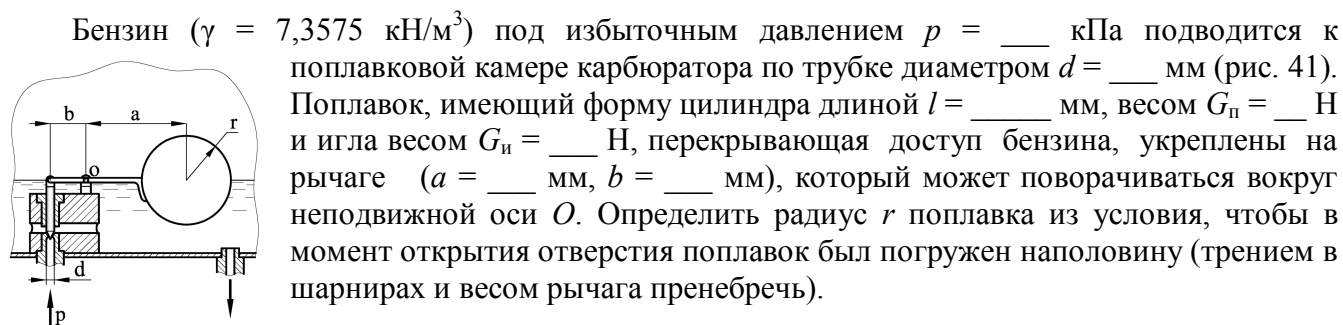 Бензин (γ = 7,3575 кН/м³) под избыточным давлением p = ___ кПа подводится к
поплавковой камере карбюратора по трубке диаметром d = ___ мм (рис. 41).
Поплавок, имеющий форму цилиндра длиной l = _____ мм, весом Gп = __ Н
и игла весом Gи = ___ Н, перекрывающая доступ бензина, укреплены на
рычаге (a = ___ мм, b = ___ мм), который может поворачиваться вокруг
неподвижной оси O. Определить радиус r поплавка из условия, чтобы в
момент открытия отверстия поплавок был погружен наполовину (трением в
шарнирах и весом рычага пренебречь).
b a r
o
d
p